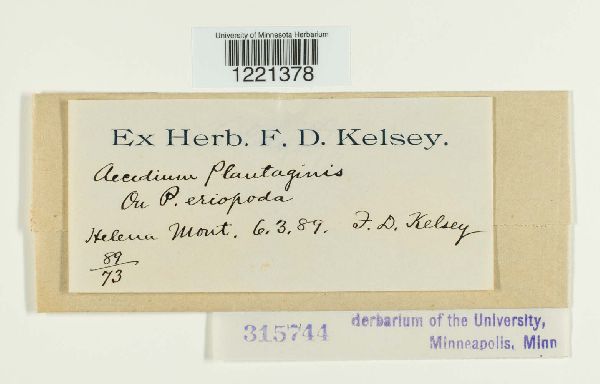 University of Minnesota Herbarium
1221378
Ex Herb. F. D. Kelsey.
Aecidium Plantaginis
On P. eriopoda
Helena Mont. 6.3.89. F. D. Kelsey
89
73
315744
derbarium of the University,
Minneapolis, Minn